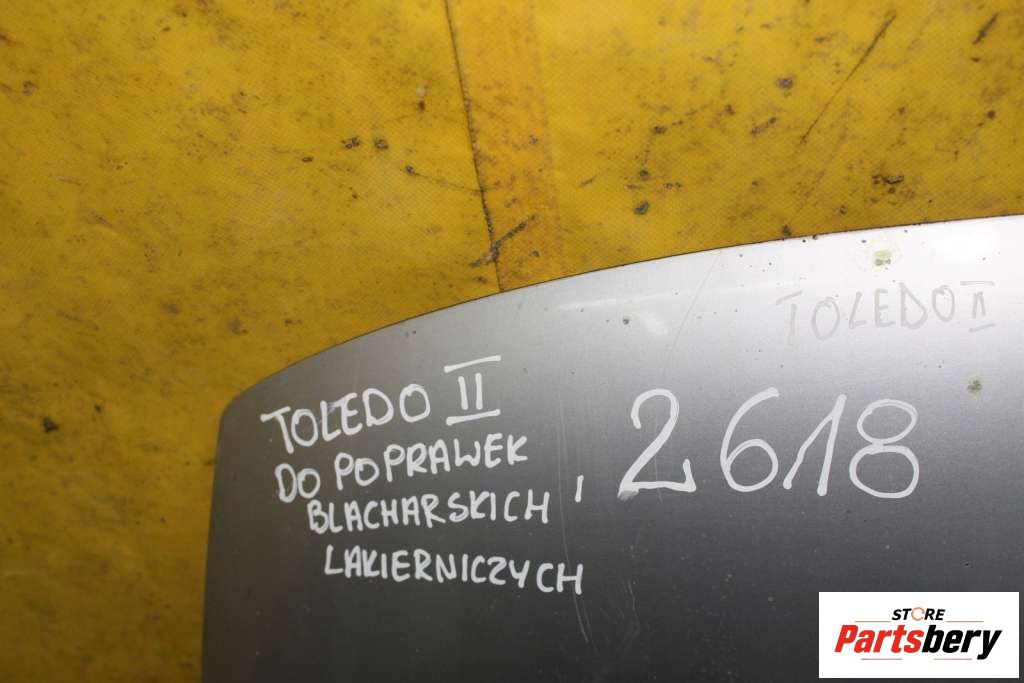 TOLEDO II
TOLEDO II
DO POPRAWEK
BLACHARSKICH,
LAKIERNICZYCH
2618
STORE
Partsbery